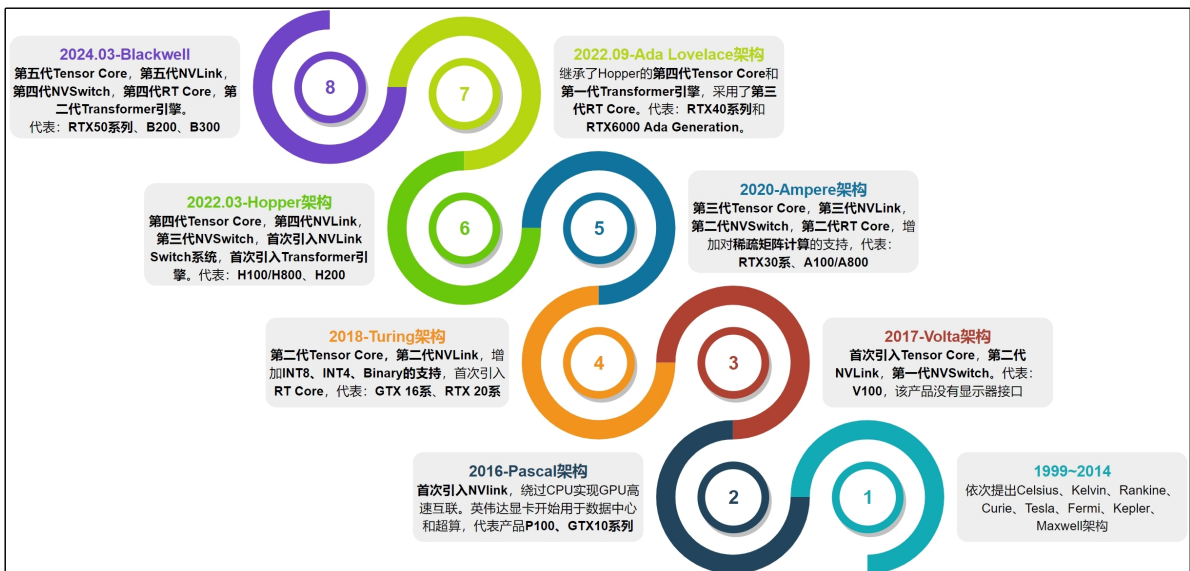 2024.03-Blackwell
第五代Tensor Core，第五代NVLink，
第四代NVSwitch，第四代RT Core，第
二代Transformer引擎。
代表：RTX50系列、B200、B300
8
7
2022.09-Ada Lovelace架构
继承了Hopper的第四代Tensor Core和
第一代Transformer引擎，采用了第三
代RT Core。代表：RTX40系列和
RTX6000 Ada Generation。
2022.03-Hopper架构
第四代Tensor Core，第四代NVLink，
第三代NVSwitch，首次引入NVLink
Switch系统，首次引入Transformer引
擎。代表：H100/H800、H200
6
5
2020-Ampere架构
第三代Tensor Core，第三代NVLink，
第二代NVSwitch，第二代RT Core，增
加对稀疏矩阵计算的支持，代表：
RTX30系、A100/A800
2018-Turing架构
第二代Tensor Core，第二代NVLink，增
加INT8、INT4、Binary的支持，首次引入
RT Core，代表：GTX 16系、RTX 20系
4
3
2017-Volta架构
首次引入Tensor Core，第二代
NVLink，第一代NVSwitch。代表：
V100，该产品没有显示器接口
2016-Pascal架构
首次引入NVlink，绕过CPU实现GPU高
速互联。英伟达显卡开始用于数据中心
和超算，代表产品P100、GTX10系列
2
1
1999~2014
依次提出Celsius、Kelvin、Rankine、
Curie、Tesla、Fermi、Kepler、
Maxwell架构